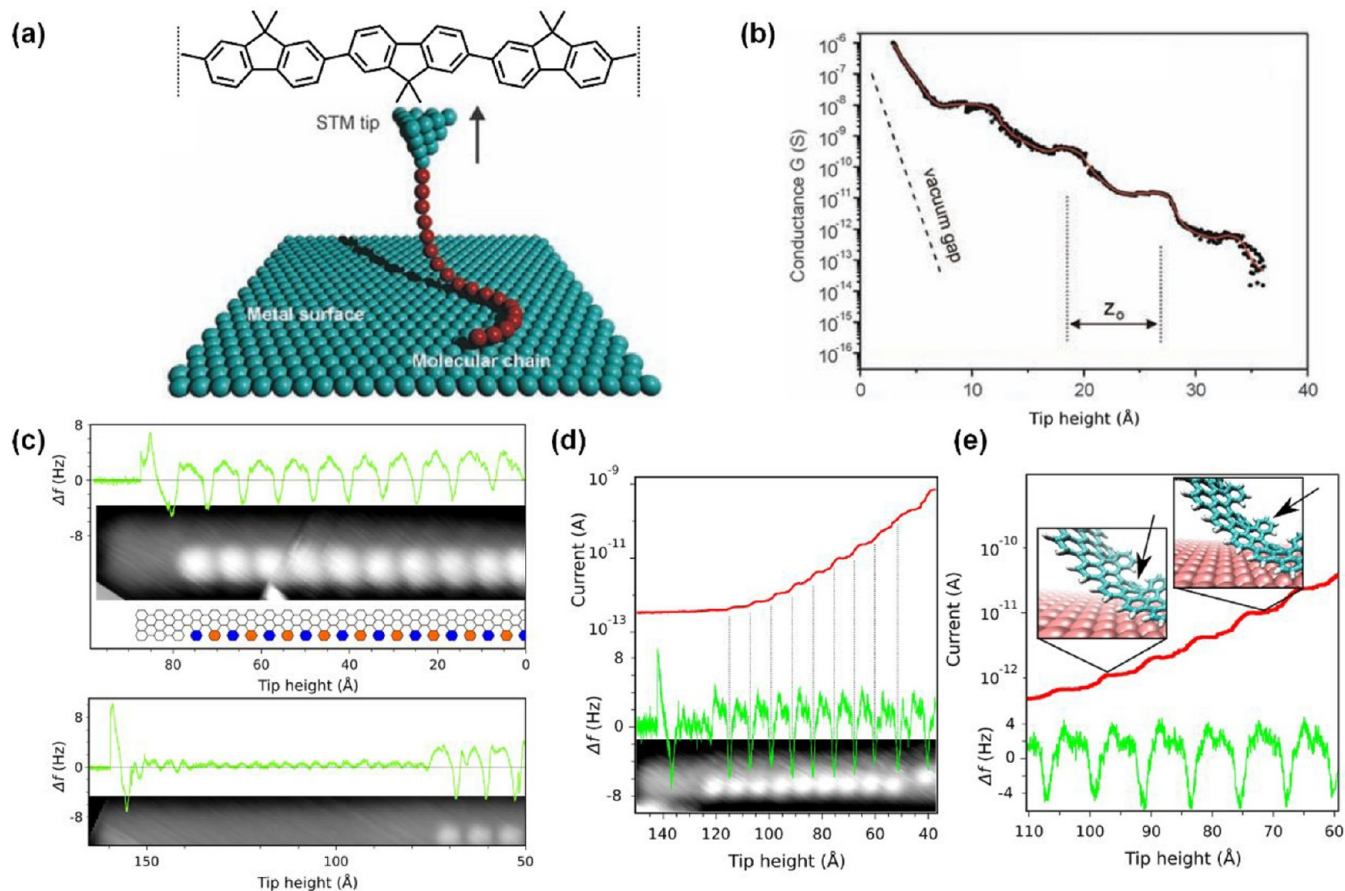 (a)
STM tip
Metal surface
Molecular chain
(b)
Conductance G (S)
10⁻⁶
10⁻⁷
10⁻⁸
10⁻⁹
10⁻¹⁰
10⁻¹¹
10⁻¹²
10⁻¹³
10⁻¹⁴
10⁻¹⁵
10⁻¹⁶
vacuum gap
z₀
0 10 20 30 40
Tip height (Å)
(c)
Δf (Hz)
8
0
-8
80 60 40 20 0
Tip height (Å)
Δf (Hz)
8
0
-8
150 100 50
Tip height (Å)
(d)
Current (A)
10⁻⁹
10⁻¹¹
10⁻¹³
Δf (Hz)
8
0
-8
150 140 120 100 80 60 40
Tip height (Å)
(e)
Current (A)
10⁻¹⁰
10⁻¹¹
10⁻¹²
Δf (Hz)
4
0
-4
110 100 90 80 70 60
Tip height (Å)